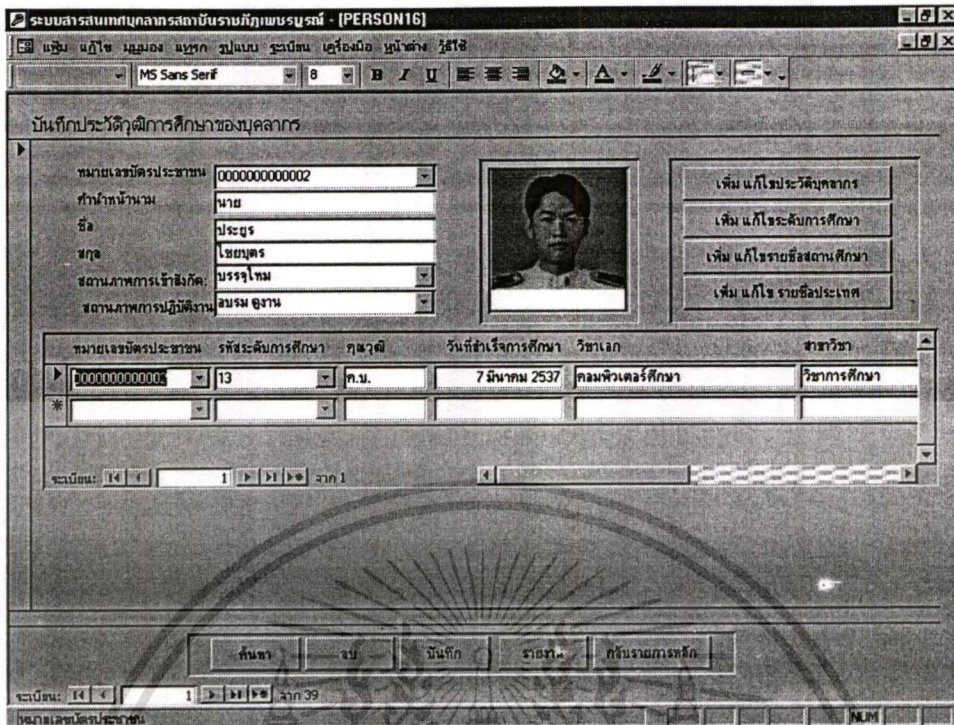 ระบบสารสนเทศบุคลากรสถาบันราชภัฏเพชรบูรณ์ - [PERSON16]
แฟ้ม แก้ไข มุมมอง แทรก รูปแบบ ระเบียน เครื่องมือ หน้าต่าง วิธีใช้
MS Sans Serif 8 B I U
บันทึกประวัติวุฒิการศึกษาของบุคลากร
หมายเลขบัตรประชาชน 0000000000002
คำนำหน้านาม นาย
ชื่อ ประยูร
สกุล ไชยบุตร
สถานภาพการเข้าสังกัด: บรรจุใหม่
สถานภาพการปฏิบัติงาน อบรม ดูงาน
เพิ่ม แก้ไขประวัติบุคลากร
เพิ่ม แก้ไขระดับการศึกษา
เพิ่ม แก้ไขรายชื่อสถานศึกษา
เพิ่ม แก้ไข รายชื่อประเทศ
หมายเลขบัตรประชาชน รหัสระดับการศึกษา คุณวุฒิ วันที่สำเร็จการศึกษา วิชาเอก สาขาวิชา
0000000000002 13 ค.บ. 7 มีนาคม 2537 คอมพิวเตอร์ศึกษา วิชาการศึกษา
ระเบียน: 1 จาก 1
ค้นหา ลบ บันทึก รายงาน กลับรายการหลัก
ระเบียน: 1 จาก 39
หมายเลขบัตรประชาชน NUM